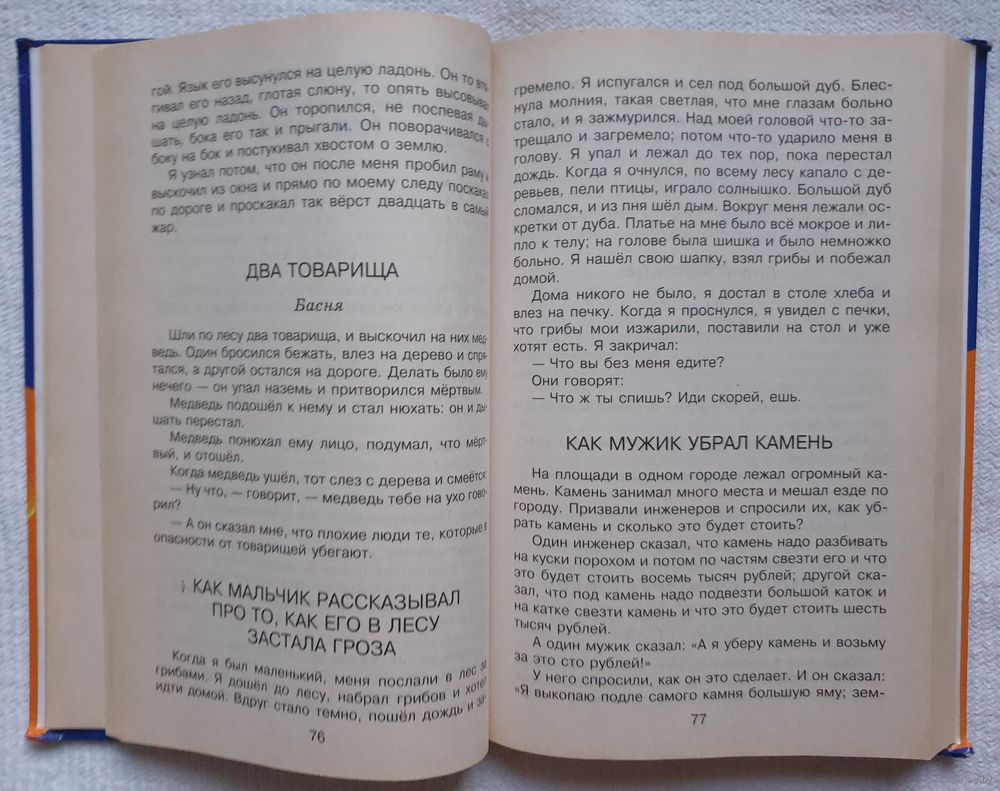 гой. Язык его высунулся на целую ладонь. Он то втя-
гивал его назад, глотая слюну, то опять высовывал
на целую ладонь. Он торопился, не поспевая ды-
шать, бока его так и прыгали. Он поворачивался с
боку на бок и постукивал хвостом о землю.
Я узнал потом, что он после меня пробил раму и
выскочил из окна и прямо по моему следу поскакал
по дороге и проскакал так вёрст двадцать в самый
жар.
ДВА ТОВАРИЩА
Басня
Шли по лесу два товарища, и выскочил на них мед-
ведь. Один бросился бежать, влез на дерево и спря-
тался, а другой остался на дороге. Делать было ему
нечего — он упал наземь и притворился мёртвым.
Медведь подошёл к нему и стал нюхать: он и ды-
шать перестал.
Медведь понюхал ему лицо, подумал, что мёрт-
вый, и отошёл.
Когда медведь ушёл, тот слез с дерева и смеётся:
— Ну что, — говорит, — медведь тебе на ухо гово-
рил?
— А он сказал мне, что плохие люди те, которые в
опасности от товарищей убегают.
КАК МАЛЬЧИК РАССКАЗЫВАЛ
ПРО ТО, КАК ЕГО В ЛЕСУ
ЗАСТАЛА ГРОЗА
Когда я был маленький, меня послали в лес за
грибами. Я дошёл до лесу, набрал грибов и хотел
идти домой. Вдруг стало темно, пошёл дождь и за-
76
гремело. Я испугался и сел под большой дуб. Блес-
нула молния, такая светлая, что мне глазам больно
стало, и я зажмурился. Над моей головой что-то за-
трещало и загремело; потом что-то ударило меня в
голову. Я упал и лежал до тех пор, пока перестал
дождь. Когда я очнулся, по всему лесу капало с де-
ревьев, пели птицы, играло солнышко. Большой дуб
сломался, и из пня шёл дым. Вокруг меня лежали ос-
кретки от дуба. Платье на мне было всё мокрое и лип-
ло к телу; на голове была шишка и было немножко
больно. Я нашёл свою шапку, взял грибы и побежал
домой.
Дома никого не было, я достал в столе хлеба и
влез на печку. Когда я проснулся, я увидел с печки,
что грибы мои изжарили, поставили на стол и уже
хотят есть. Я закричал:
— Что вы без меня едите?
Они говорят:
— Что ж ты спишь? Иди скорей, ешь.
КАК МУЖИК УБРАЛ КАМЕНЬ
На площади в одном городе лежал огромный ка-
мень. Камень занимал много места и мешал езде по
городу. Призвали инженеров и спросили их, как уб-
рать камень и сколько это будет стоить?
Один инженер сказал, что камень надо разбивать
на куски порохом и потом по частям свезти его и что
это будет стоить восемь тысяч рублей; другой ска-
зал, что под камень надо подвезти большой каток и
на катке свезти камень и что это будет стоить шесть
тысяч рублей.
А один мужик сказал: «А я уберу камень и возьму
за это сто рублей!»
У него спросили, как он это сделает. И он сказал:
«Я выкопаю подле самого камня большую яму; зем-
77
www.ay.by